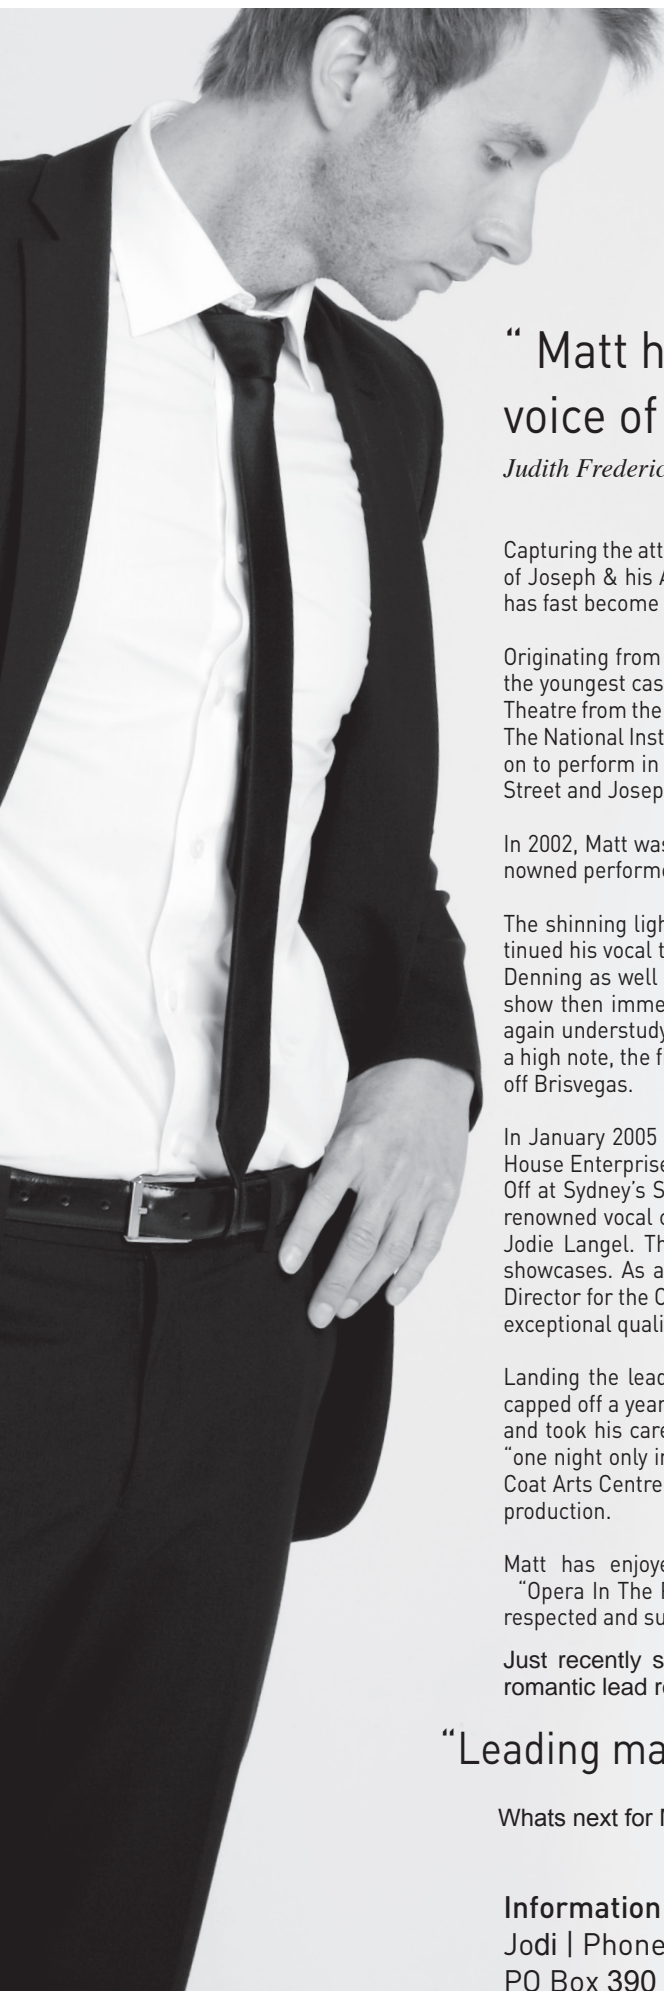 “ Matt h
voice of
Judith Frederic
Capturing the att
of Joseph & his A
has fast become
Originating from
the youngest cas
Theatre from the
The National Inst
on to perform in
Street and Josep
In 2002, Matt was
nowned performe
The shinning ligh
tinued his vocal t
Denning as well
show then imme
again understudy
a high note, the f
off Brisvegas.
In January 2005
House Enterprise
Off at Sydney’s S
renowned vocal c
Jodie Langel. Th
showcases. As a
Director for the C
exceptional quali
Landing the lead
capped off a year
and took his care
“one night only i
Coat Arts Centre
production.
Matt has enjoye
“Opera In The
respected and su
Just recently s
romantic lead r
“Leading ma
Whats next for
Information
Jodi | Phone
PO Box 390